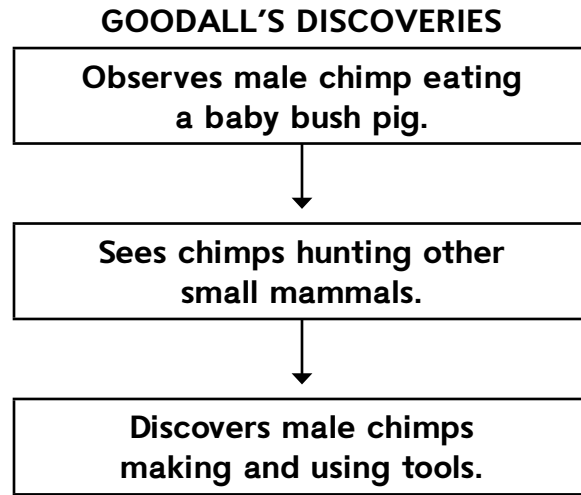 GOODALL’S DISCOVERIES
Observes male chimp eating
a baby bush pig.
Sees chimps hunting other
small mammals.
Discovers male chimps
making and using tools.